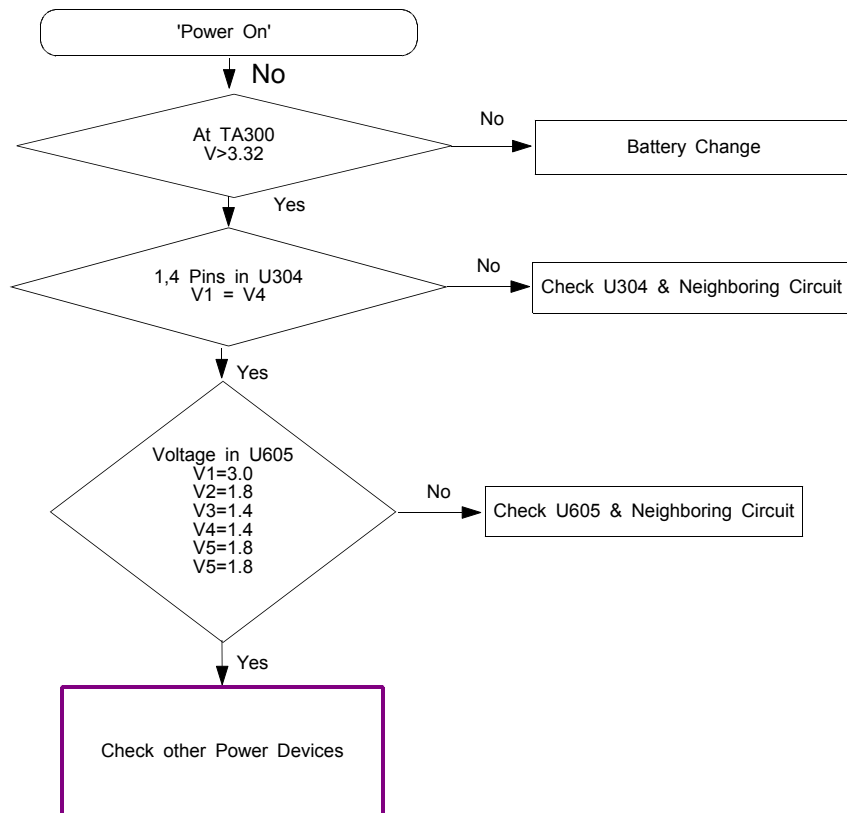 'Power On'
No
At TA300
V>3.32
No
Battery Change
Yes
1,4 Pins in U304
V1 = V4
No
Check U304 & Neighboring Circuit
Yes
Voltage in U605
V1=3.0
V2=1.8
V3=1.4
V4=1.4
V5=1.8
V5=1.8
No
Check U605 & Neighboring Circuit
Yes
Check other Power Devices